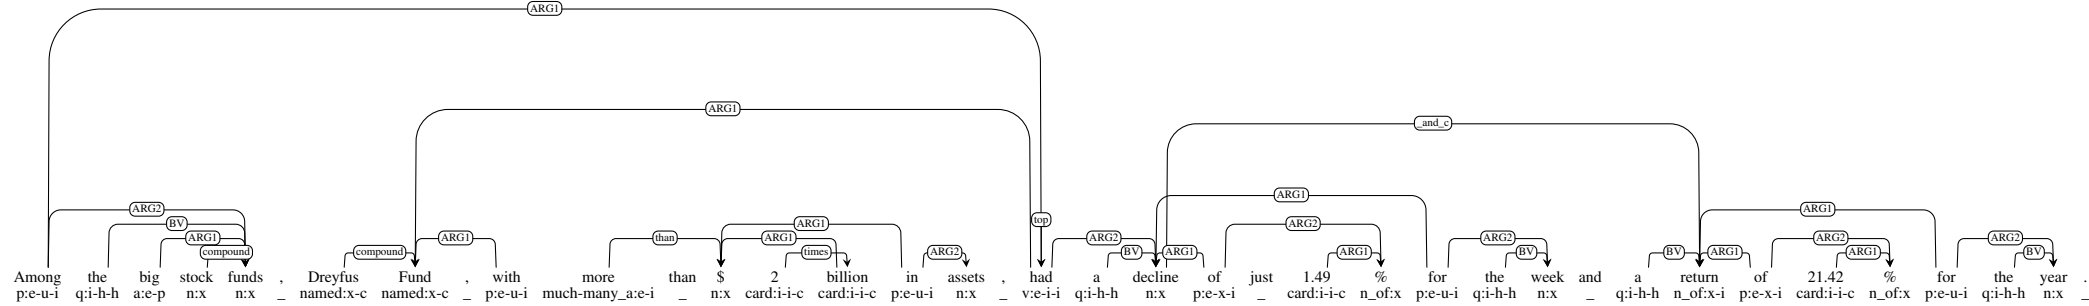 ARG1
ARG1
_and_c
ARG2 ARG1 ARG1
BV top ARG1 ARG2
ARG1 compound ARG1 than ARG1 ARG2 ARG2 ARG2 ARG2
compound times ARG2 BV ARG1 ARG1 BV BV ARG1 ARG1 BV
Among the big stock funds , Dreyfus Fund , with more than $ 2 billion in assets , had a decline of just 1.49 % for the week and a return of 21.42 % for the year .
p:e-u-i q:i-h-h a:e-p n:x n:x _ named:x-c named:x-c _ p:e-u-i much-many_a:e-i _ n:x card:i-i-c card:i-i-c p:e-u-i n:x _ v:e-i-i q:i-h-h n:x p:e-x-i _ card:i-i-c n_of:x p:e-u-i q:i-h-h n:x _ q:i-h-h n_of:x-i p:e-x-i card:i-i-c n_of:x p:e-u-i q:i-h-h n:x _